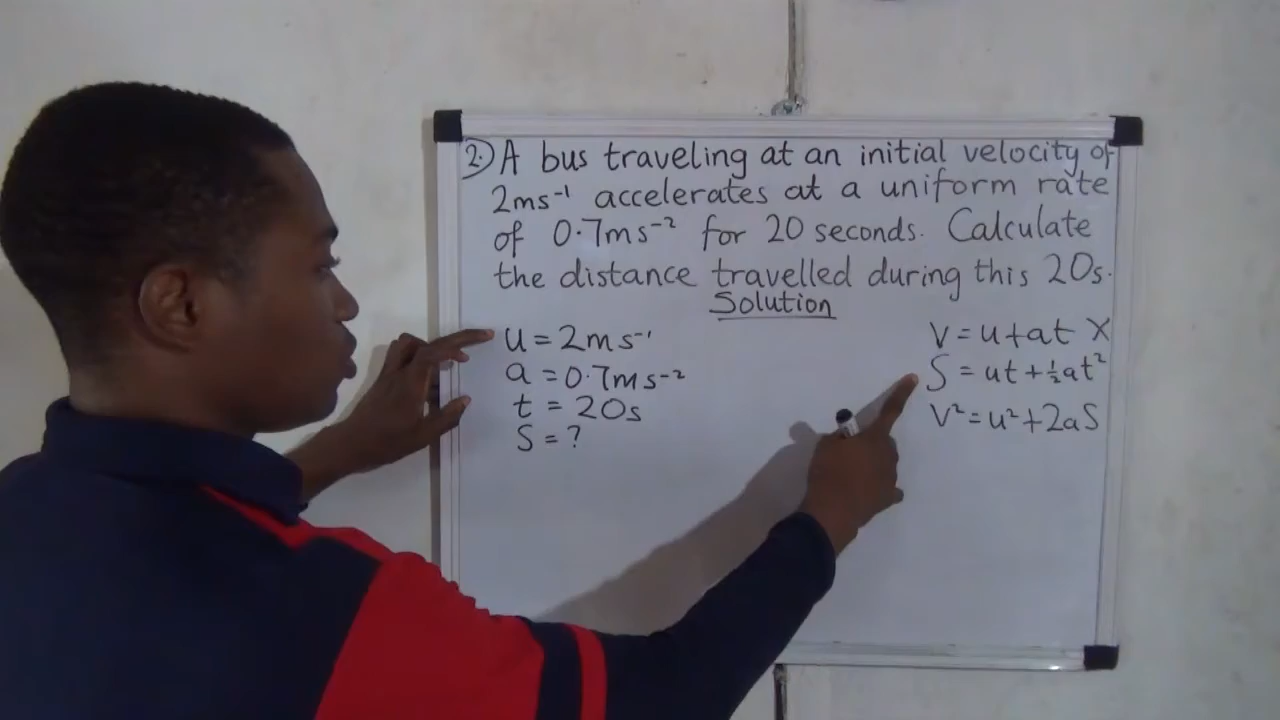 2. A bus traveling at an initial velocity of
2ms⁻¹ accelerates at a uniform rate
of 0.7ms⁻² for 20 seconds. Calculate
the distance travelled during this 20s.
Solution
u = 2ms⁻¹
a = 0.7ms⁻²
t = 20s
S = ?
V = u + at X
S = ut + ½at²
V² = u² + 2aS